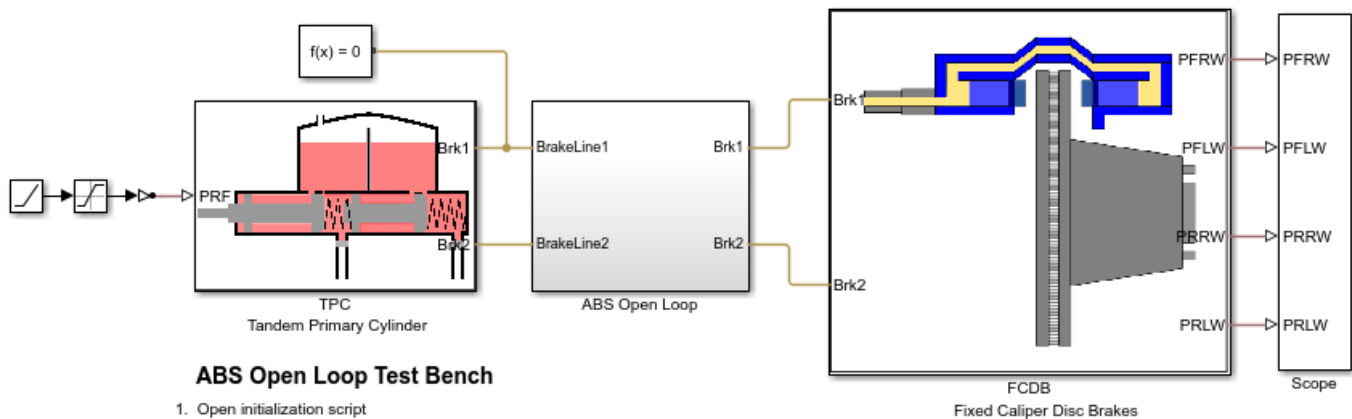 f(x) = 0
PRF
Brk1
Brk2
TPC
Tandem Primary Cylinder
BrakeLine1
BrakeLine2
Brk1
Brk2
ABS Open Loop
Brk1
Brk2
PFRW
PFLW
PRRW
PRLW
FCDB
Fixed Caliper Disc Brakes
PFRW
PFLW
PRRW
PRLW
Scope
ABS Open Loop Test Bench
1. Open initialization script